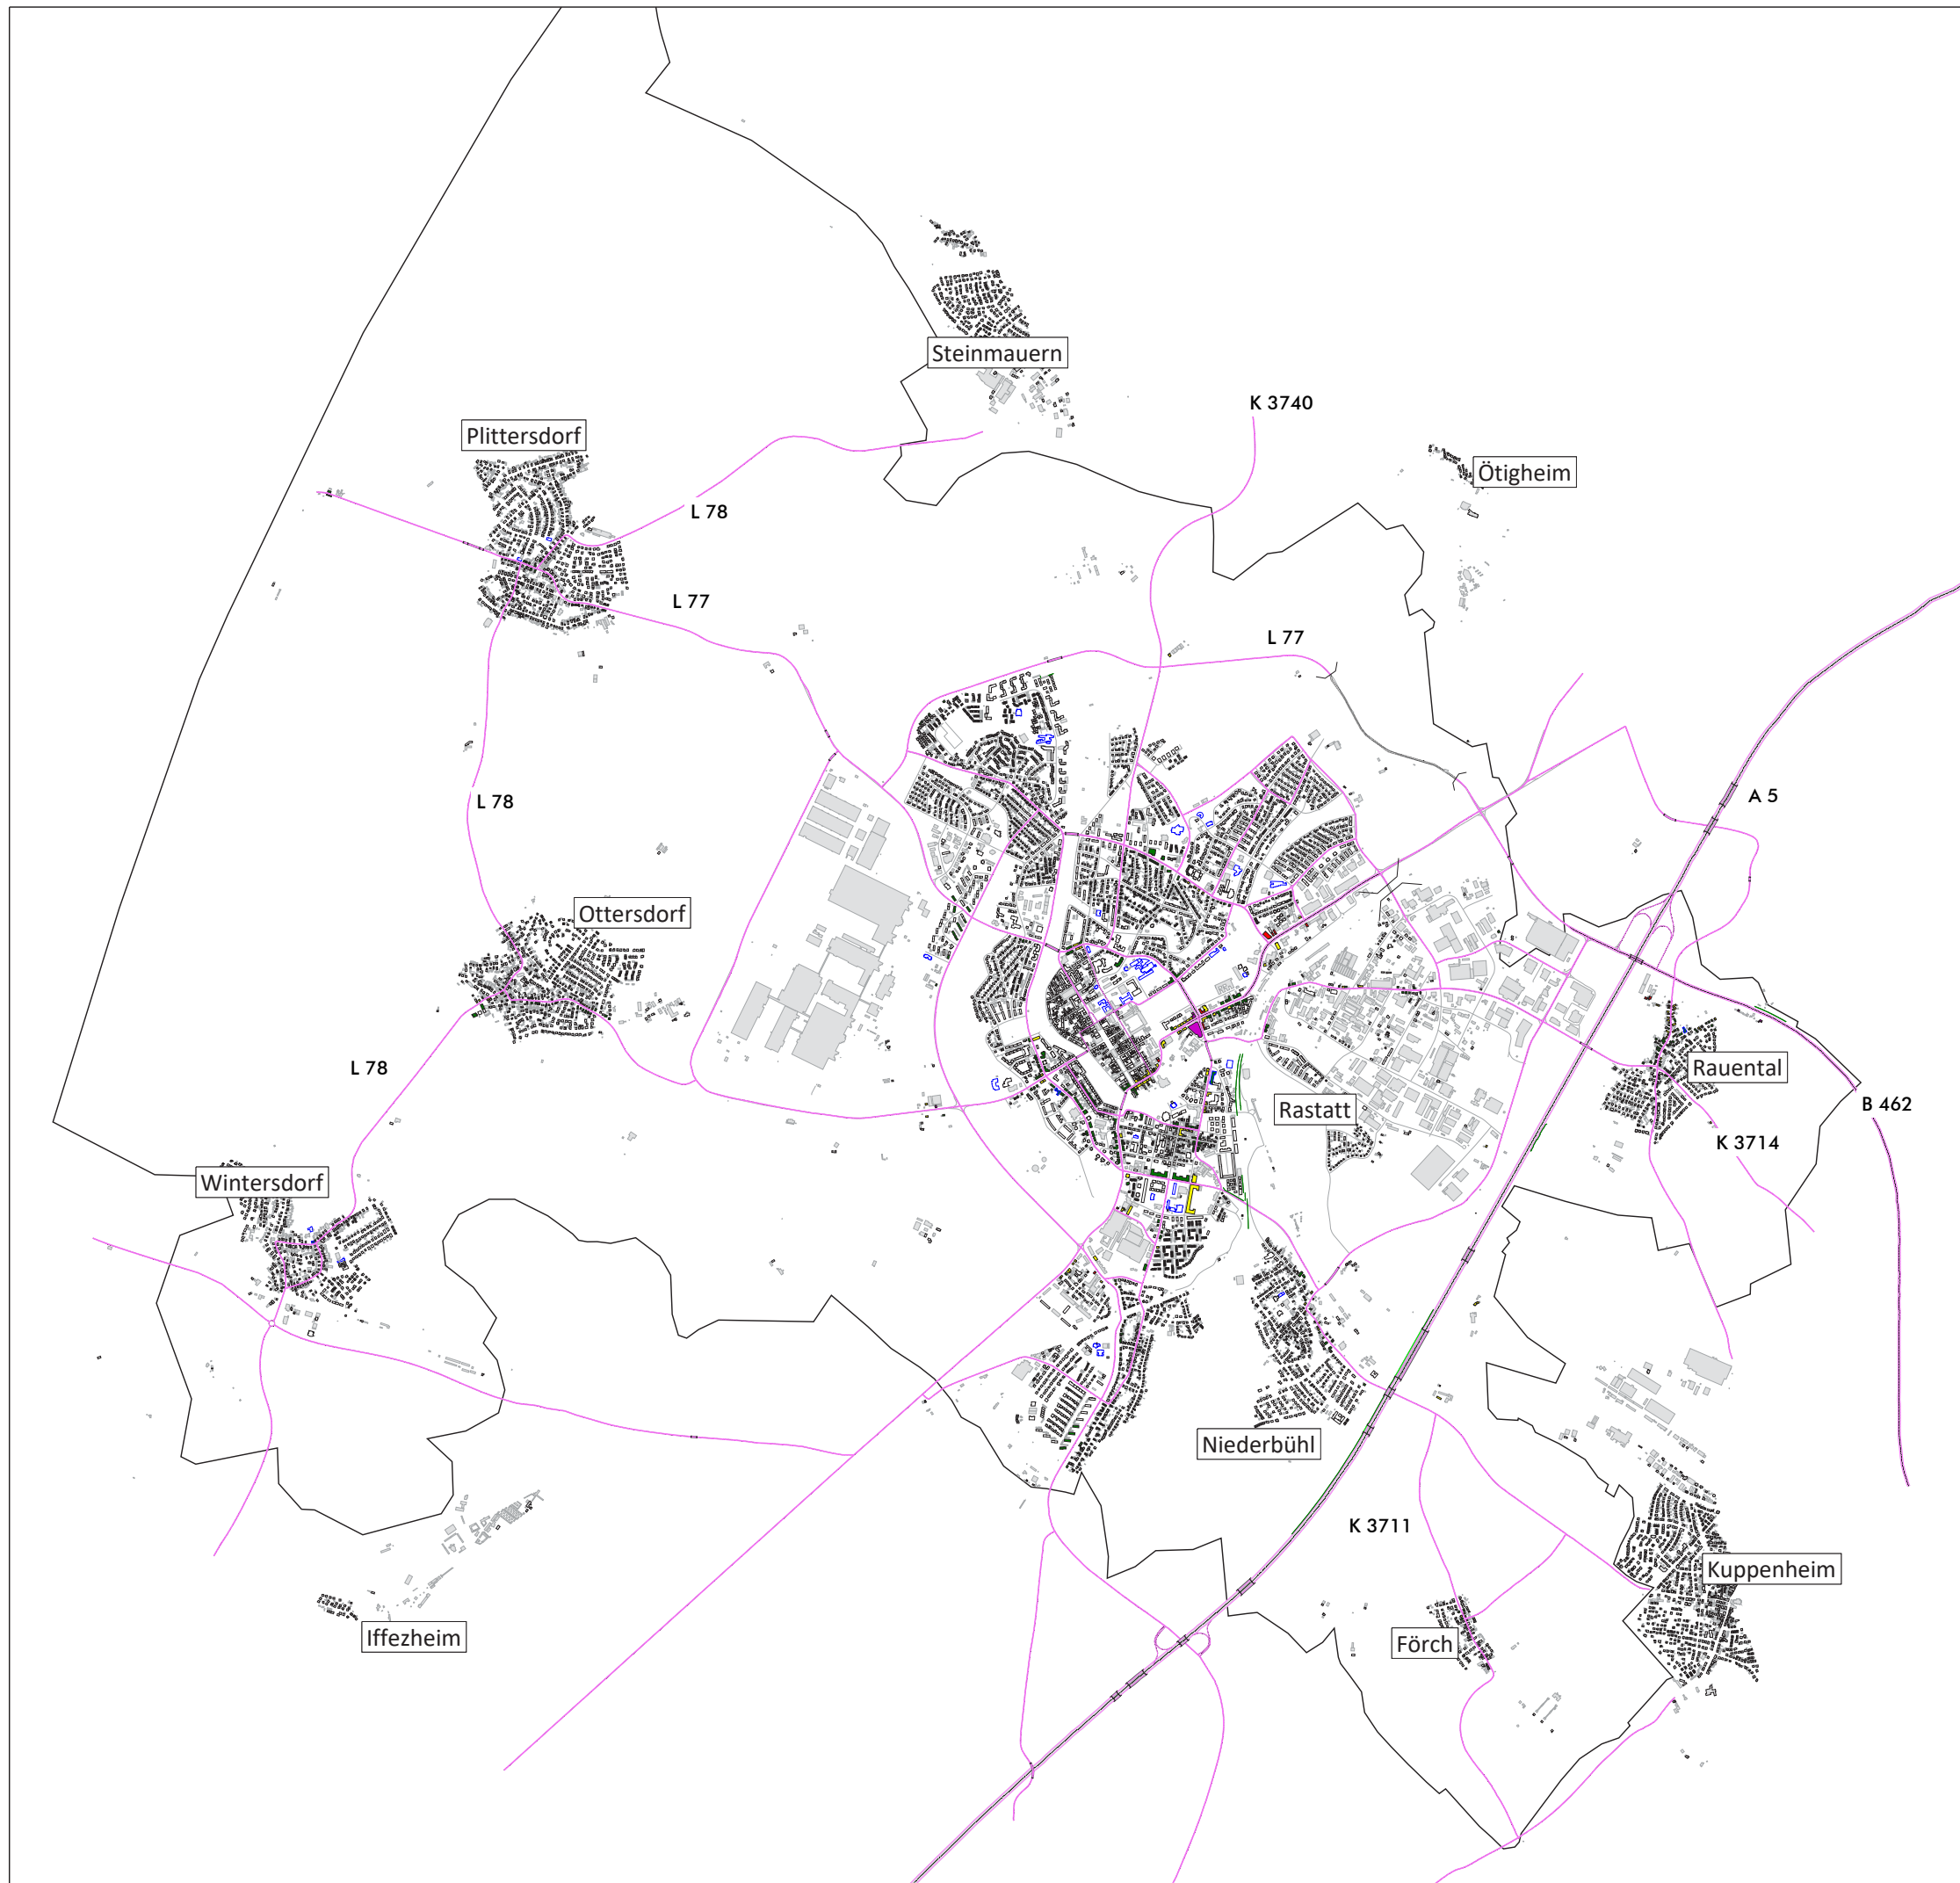 Steinmauern
K 3740
Plittersdorf
Ötigheim
L 78
L 77
L 77
A 5
L 78
Ottersdorf
L 78
Rauental
B 462
Rastatt
K 3714
Wintersdorf
Niederbühl
K 3711
Kuppenheim
Iffezheim
Förch